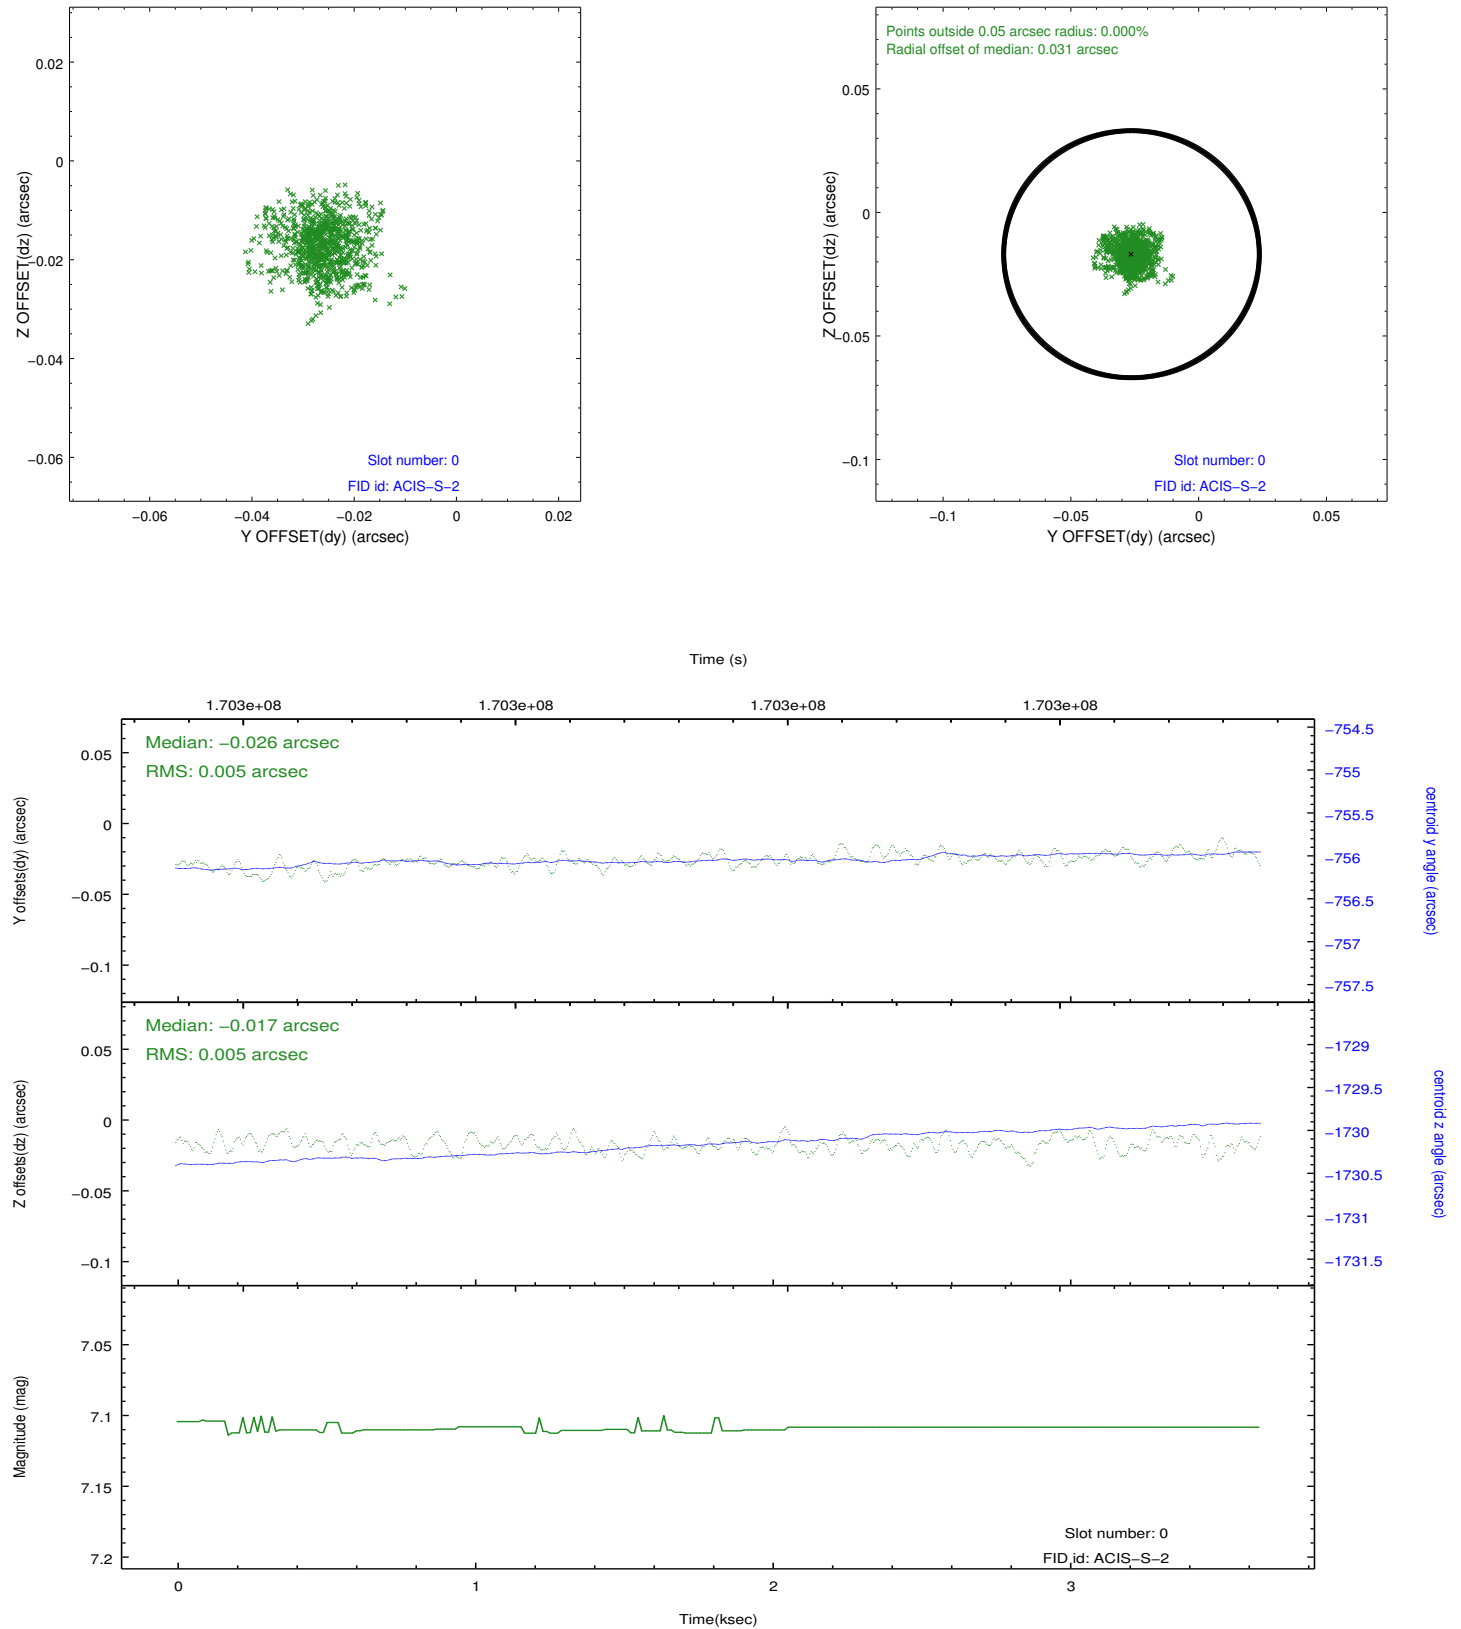 0.02
0
−0.02
−0.04
−0.06
Z OFFSET(dz) (arcsec)
Slot number: 0
FID id: ACIS−S−2
−0.06 −0.04 −0.02 0 0.02
Y OFFSET(dy) (arcsec)
Points outside 0.05 arcsec radius: 0.000%
Radial offset of median: 0.031 arcsec
0.05
0
−0.05
−0.1
Z OFFSET(dz) (arcsec)
Slot number: 0
FID id: ACIS−S−2
−0.1 −0.05 0 0.05
Y OFFSET(dy) (arcsec)
Time (s)
1.703e+08 1.703e+08 1.703e+08 1.703e+08
Median: −0.026 arcsec
RMS: 0.005 arcsec
0.05
0
−0.05
−0.1
Y offsets(dy) (arcsec)
−754.5
−755
−755.5
−756
−756.5
−757
−757.5
centroid y angle (arcsec)
Median: −0.017 arcsec
RMS: 0.005 arcsec
0.05
0
−0.05
−0.1
Z offsets(dz) (arcsec)
−1729
−1729.5
−1730
−1730.5
−1731
−1731.5
centroid z angle (arcsec)
7.05
7.1
7.15
7.2
Magnitude (mag)
Slot number: 0
FID id: ACIS−S−2
0 1 2 3
Time(ksec)